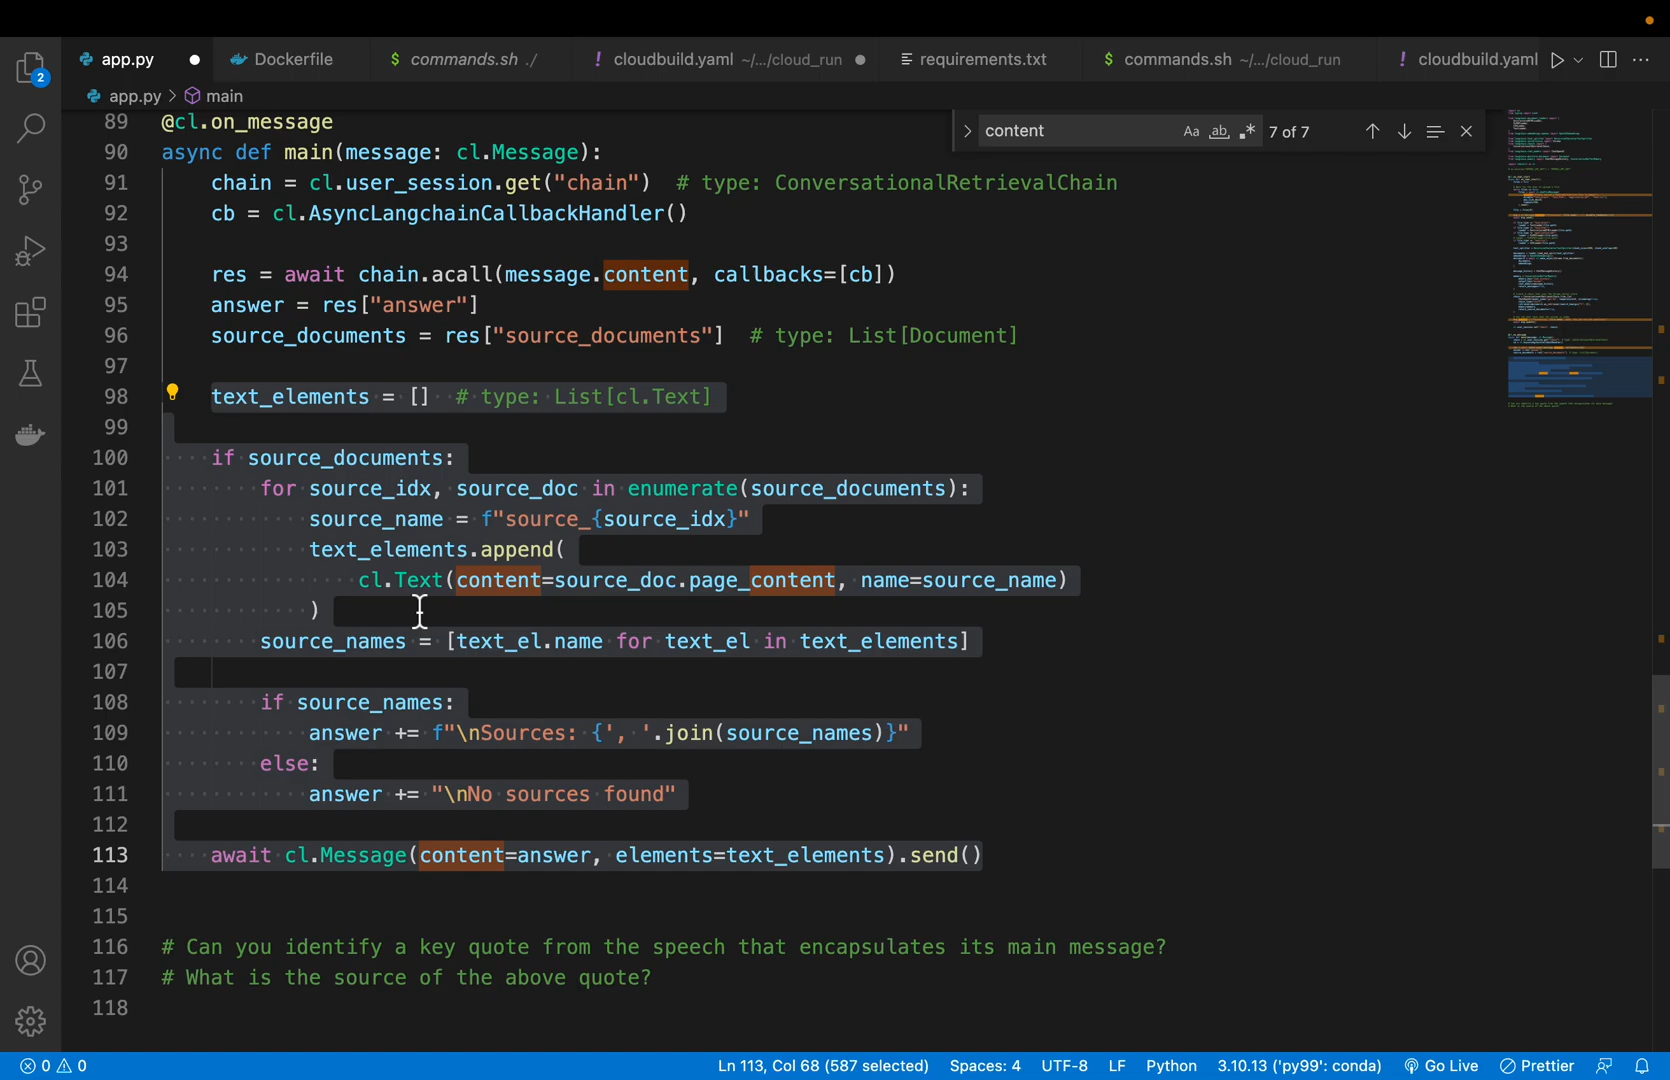 2
app.py
Dockerfile
commands.sh ./
cloudbuild.yaml ~/.../cloud_run
requirements.txt
commands.sh ~/.../cloud_run
cloudbuild.yaml
app.py > main
content
Aa ab .* 7 of 7
89 @cl.on_message
90 async def main(message: cl.Message):
91     chain = cl.user_session.get("chain")  # type: ConversationalRetrievalChain
92     cb = cl.AsyncLangchainCallbackHandler()
93
94     res = await chain.acall(message.content, callbacks=[cb])
95     answer = res["answer"]
96     source_documents = res["source_documents"]  # type: List[Document]
97
98     text_elements = []  # type: List[cl.Text]
99
100     if source_documents:
101         for source_idx, source_doc in enumerate(source_documents):
102             source_name = f"source_{source_idx}"
103             text_elements.append(
104                 cl.Text(content=source_doc.page_content, name=source_name)
105             )
106         source_names = [text_el.name for text_el in text_elements]
107
108         if source_names:
109             answer += f"\nSources: {', '.join(source_names)}"
110         else:
111             answer += "\nNo sources found"
112
113     await cl.Message(content=answer, elements=text_elements).send()
114
115
116 # Can you identify a key quote from the speech that encapsulates its main message?
117 # What is the source of the above quote?
118
0 0 Ln 113, Col 68 (587 selected) Spaces: 4 UTF-8 LF Python 3.10.13 ('py99': conda) Go Live Prettier